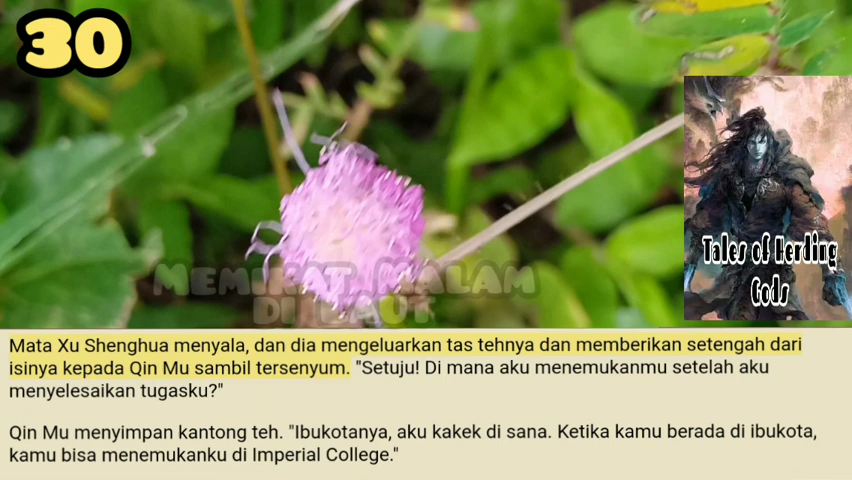 30
Tales of Herding
Gods
Memikat Malam
di Laut
Mata Xu Shenghua menyala, dan dia mengeluarkan tas tehnya dan memberikan setengah dari
isinya kepada Qin Mu sambil tersenyum. "Setuju! Di mana aku menemukanmu setelah aku
menyelesaikan tugasku?"
Qin Mu menyimpan kantong teh. "Ibukotanya, aku kakek di sana. Ketika kamu berada di ibukota,
kamu bisa menemukanku di Imperial College."